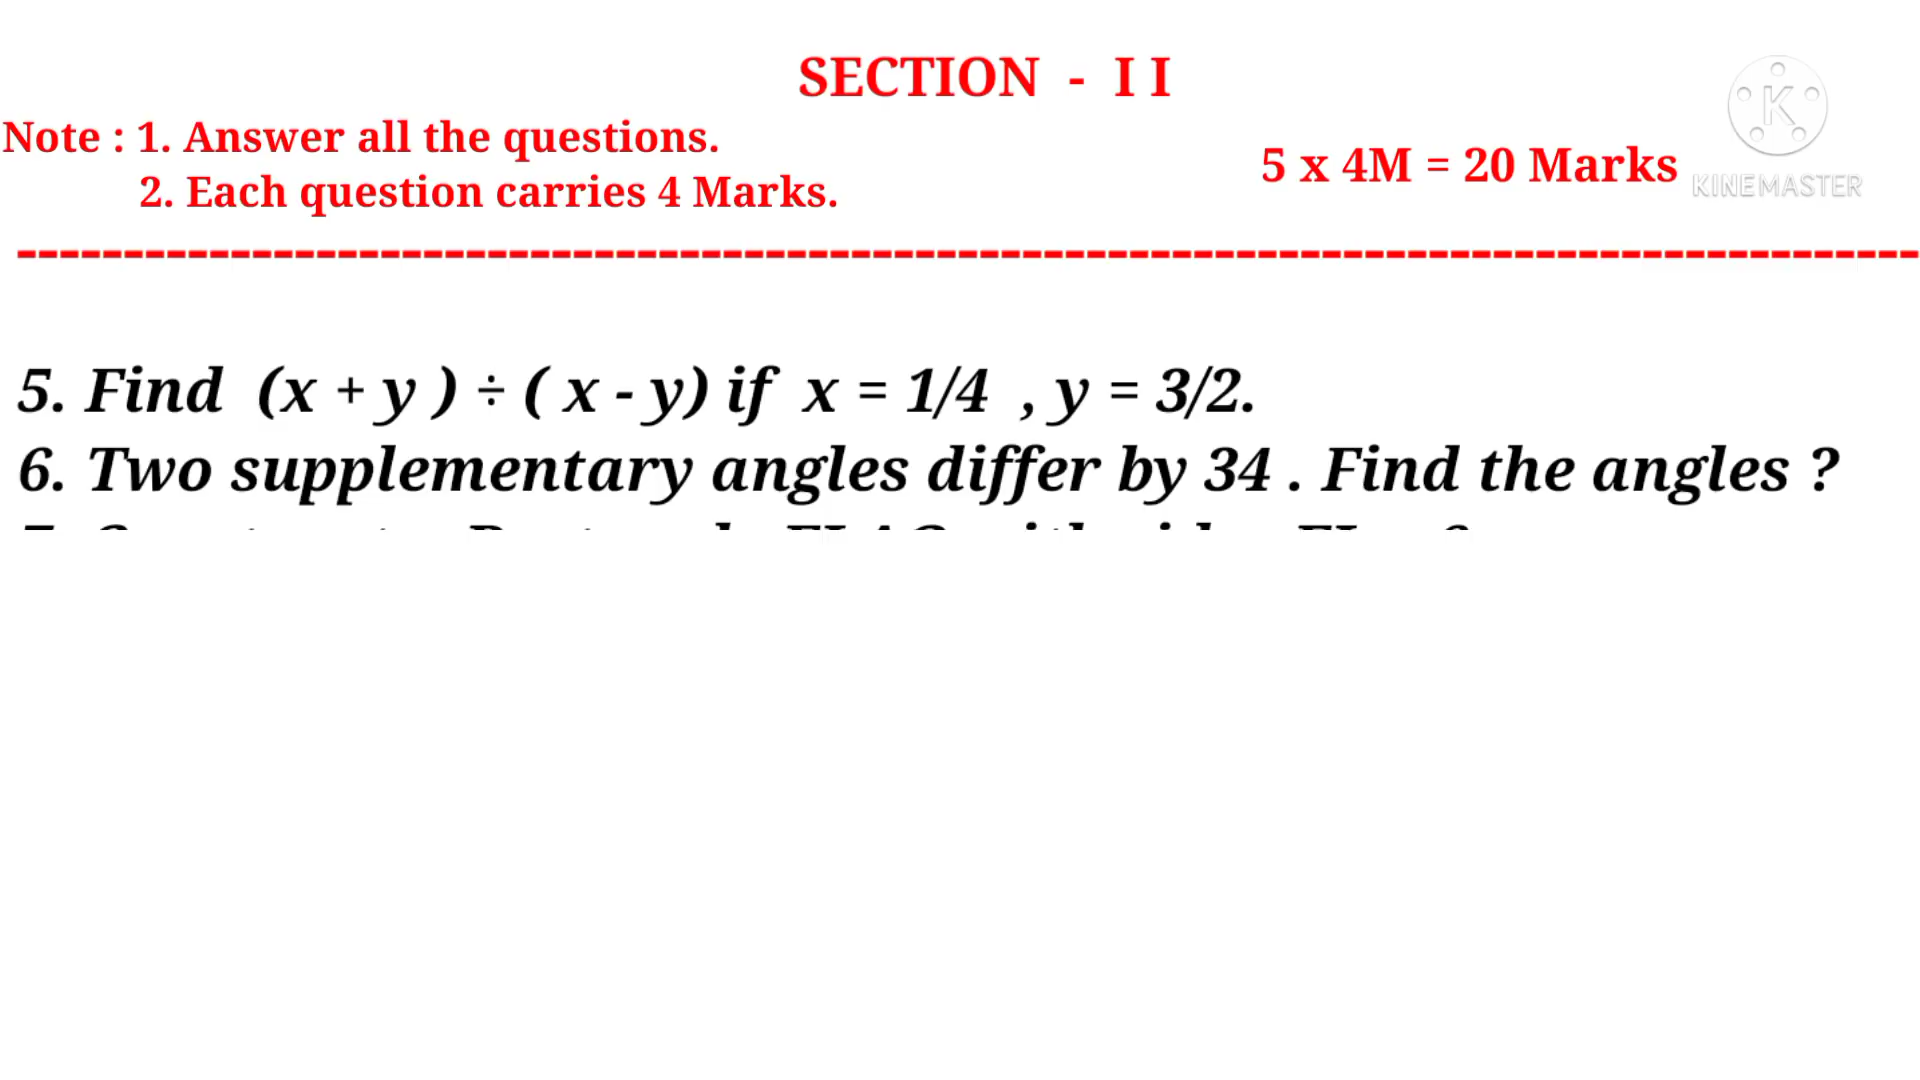 SECTION - I I
Note : 1. Answer all the questions.
2. Each question carries 4 Marks.
5 x 4M = 20 Marks
KINEMASTER
5. Find (x + y ) ÷ ( x - y) if x = 1/4 , y = 3/2.
6. Two supplementary angles differ by 34 . Find the angles ?